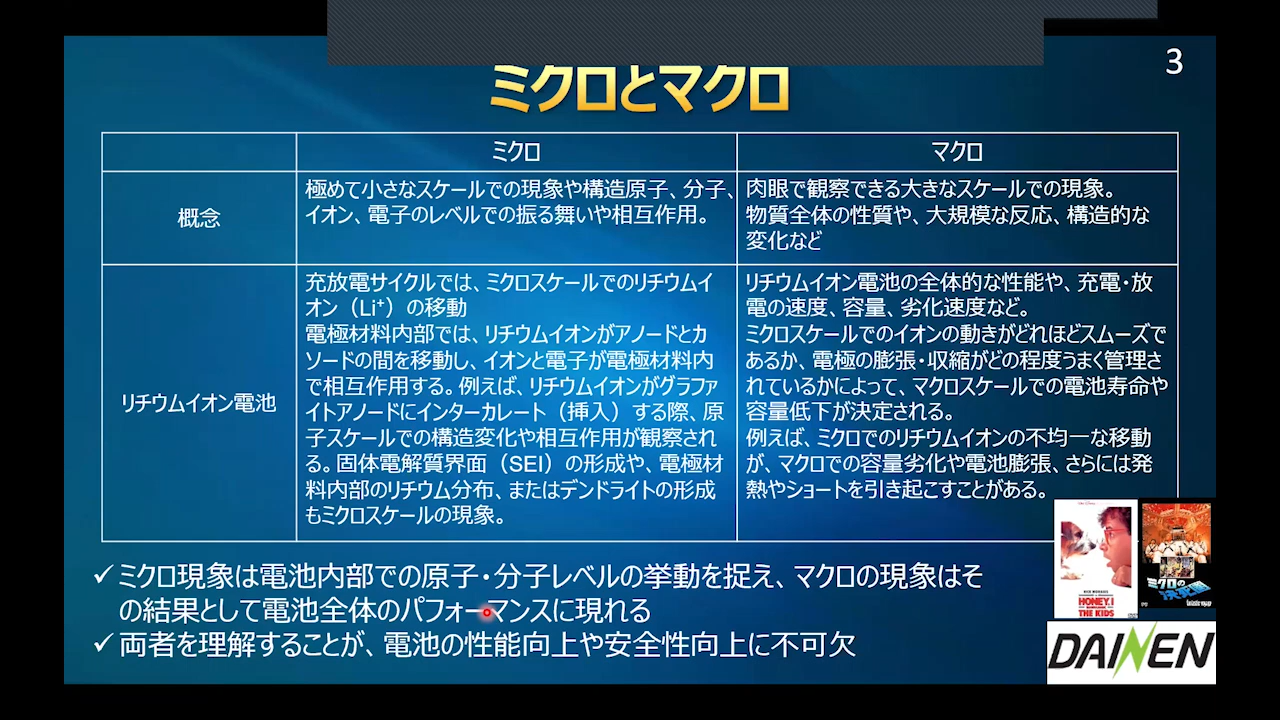 3
ミクロとマクロ
ミクロ
マクロ
概念
極めて小さなスケールでの現象や構造原子、分子、
イオン、電子のレベルでの振る舞いや相互作用。
肉眼で観察できる大きなスケールでの現象。
物質全体の性質や、大規模な反応、構造的な
変化など
リチウムイオン電池
充放電サイクルでは、ミクロスケールでのリチウムイ
オン（Li⁺）の移動
電極材料内部では、リチウムイオンがアノードとカ
ソードの間を移動し、イオンと電子が電極材料内
で相互作用する。例えば、リチウムイオンがグラファ
イトアノードにインターカレート（挿入）する際、原
子スケールでの構造変化や相互作用が観察され
る。固体電解質界面（SEI）の形成や、電極材
料内部のリチウム分布、またはデンドライトの形成
もミクロスケールの現象。
リチウムイオン電池の全体的な性能や、充電・放
電の速度、容量、劣化速度など。
ミクロスケールでのイオンの動きがどれほどスムーズで
あるか、電極の膨張・収縮がどの程度うまく管理さ
れているかによって、マクロスケールでの電池寿命や
容量低下が決定される。
例えば、ミクロでのリチウムイオンの不均一な移動
が、マクロでの容量劣化や電池膨張、さらには発
熱やショートを引き起こすことがある。
✓ ミクロ現象は電池内部での原子・分子レベルの挙動を捉え、マクロの現象はそ
の結果として電池全体のパフォーマンスに現れる
✓ 両者を理解することが、電池の性能向上や安全性向上に不可欠
HONEY, I
THE KIDS
ミクロの
決死圏
DAINEN